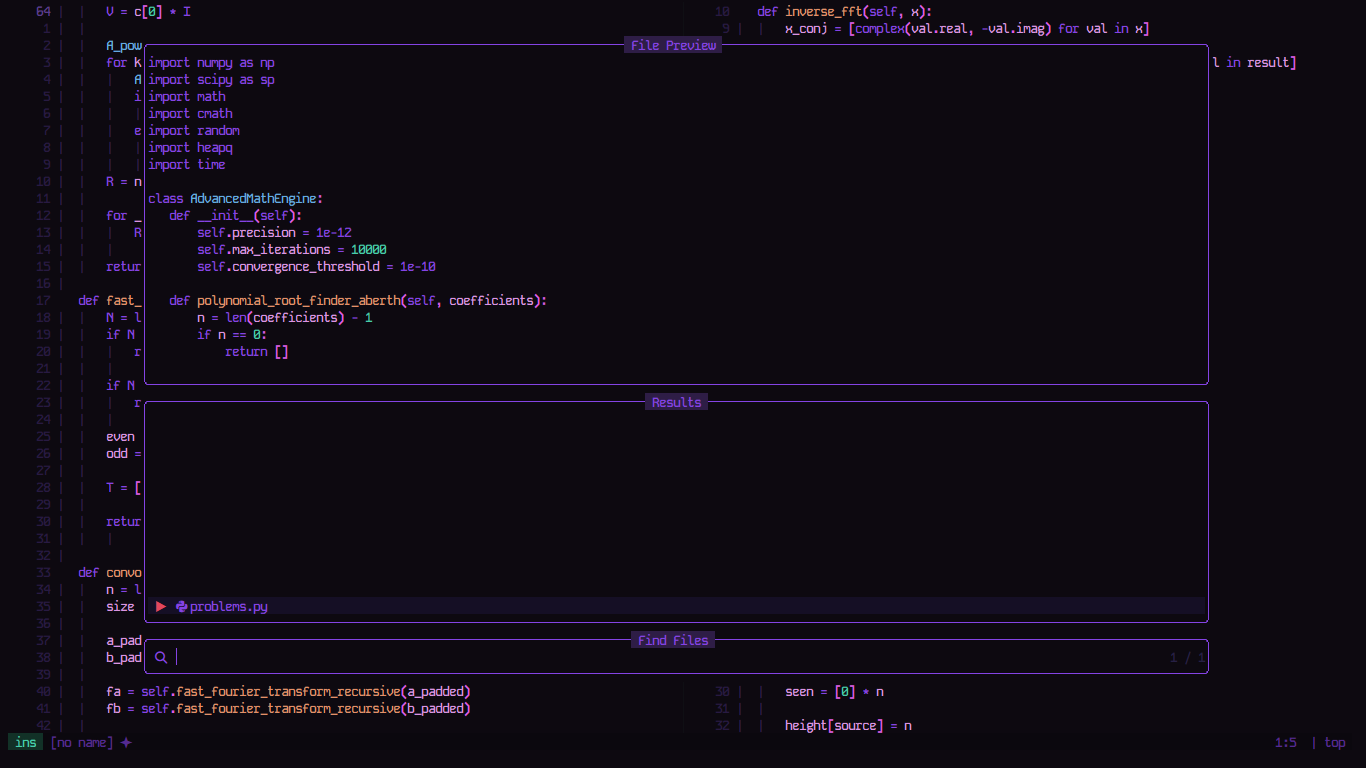 64 V = c[0] * I
1
2 A_pow
3 for k
4 A
5 i
6
7 e
8
9
10 R = n
11
12 for _
13 R
14
15 retur
16
17 def fast_
18 N = l
19 if N
20 r
21
22 if N
23 r
24
25 even
26 odd =
27
28 T = [
29
30 retur
31
32
33 def convo
34 n = l
35 size
36
37 a_pad
38 b_pad
39
40 fa = self.fast_fourier_transform_recursive(a_padded)
41 fb = self.fast_fourier_transform_recursive(b_padded)
42
10 def inverse_fft(self, x):
9 x_conj = [complex(val.real, -val.imag) for val in x]
l in result]
File Preview
import numpy as np
import scipy as sp
import math
import cmath
import random
import heapq
import time
class AdvancedMathEngine:
def __init__(self):
self.precision = 1e-12
self.max_iterations = 10000
self.convergence_threshold = 1e-10
def polynomial_root_finder_aberth(self, coefficients):
n = len(coefficients) - 1
if n == 0:
return []
Results
problems.py
Find Files
1 / 1
30 seen = [0] * n
31
32 height[source] = n
ins [no name] 1:5 | top